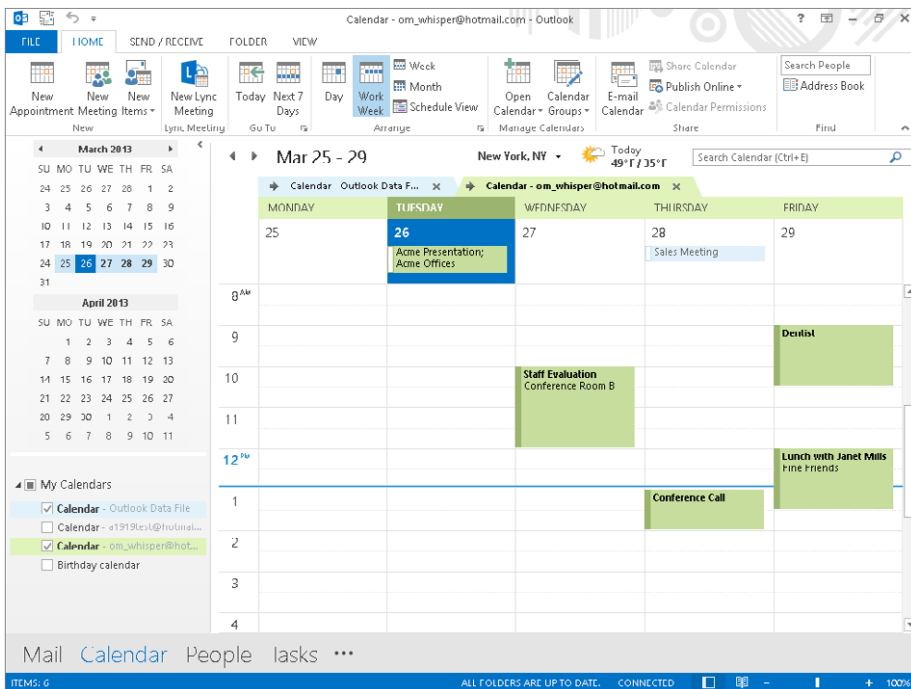 Calendar - om_whisper@hotmail.com - Outlook
FILE HOME SEND / RECEIVE FOLDER VIEW
New Appointment
New Meeting
New Items
New
New Lync Meeting
Lync Meeting
Today
Next 7 Days
Go To
Day
Work Week
Week
Month
Schedule View
Arrange
Open Calendar
Calendar Groups
Manage Calendars
E-mail Calendar
Share Calendar
Publish Online
Calendar Permissions
Share
Search People
Address Book
Find
March 2013
SU MO TU WE TH FR SA
24 25 26 27 28 1 2
3 4 5 6 7 8 9
10 11 12 13 14 15 16
17 18 19 20 21 22 23
24 25 26 27 28 29 30
31
April 2013
SU MO TU WE TH FR SA
1 2 3 4 5 6
7 8 9 10 11 12 13
14 15 16 17 18 19 20
21 22 23 24 25 26 27
28 29 30 1 2 3 4
5 6 7 8 9 10 11
My Calendars
Calendar - Outlook Data File
Calendar - a1919test@hotmai...
Calendar - om_whisper@hot...
Birthday calendar
Mar 25 - 29
New York, NY
Today
49°F / 35°F
Search Calendar (Ctrl+E)
Calendar Outlook Data F...
Calendar - om_whisper@hotmail.com
MONDAY TUESDAY WEDNESDAY THURSDAY FRIDAY
25 26 27 28 29
Acme Presentation;
Acme Offices
Sales Meeting
8 AM
9
Dentist
10
Staff Evaluation
Conference Room B
11
12 PM
Lunch with Janet Mills
Fine Friends
1
Conference Call
2
3
4
Mail Calendar People Tasks
ITEMS: 6
ALL FOLDERS ARE UP TO DATE. CONNECTED
100%